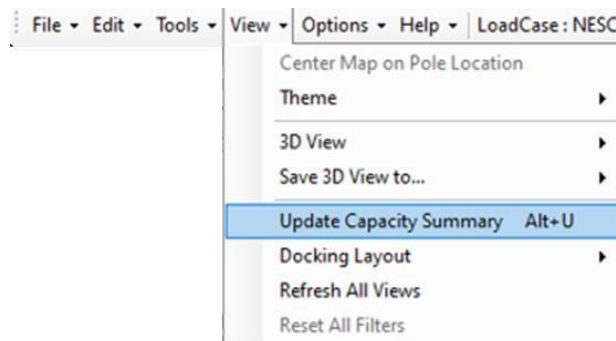 File Edit Tools View Options Help LoadCase : NESC
Center Map on Pole Location
Theme
3D View
Save 3D View to...
Update Capacity Summary Alt+U
Docking Layout
Refresh All Views
Reset All Filters